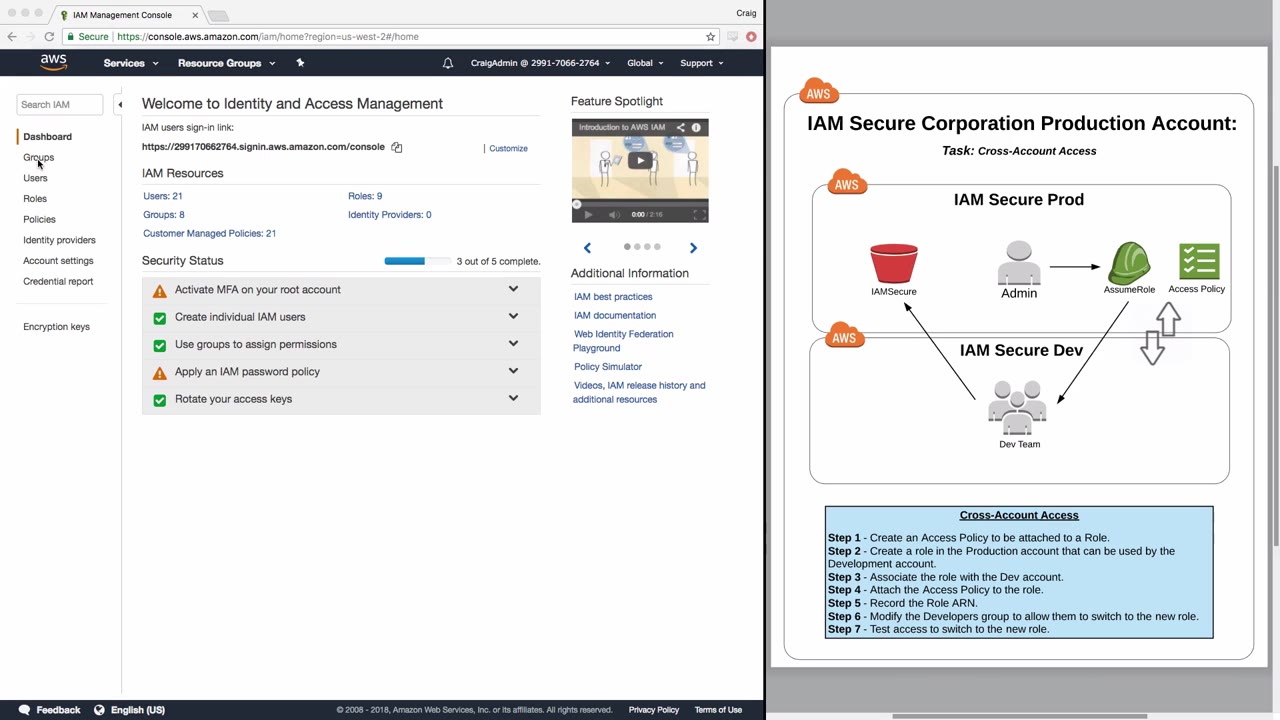 IAM Management Console
Craig
Secure
https://console.aws.amazon.com/iam/home?region=us-west-2#/home
aws
Services
Resource Groups
CraigAdmin @ 2991-7066-2764
Global
Support
Search IAM
Dashboard
Groups
Users
Roles
Policies
Identity providers
Account settings
Credential report
Encryption keys
Welcome to Identity and Access Management
IAM users sign-in link:
https://299170662764.signin.aws.amazon.com/console
Customize
IAM Resources
Users: 21
Roles: 9
Groups: 8
Identity Providers: 0
Customer Managed Policies: 21
Security Status
3 out of 5 complete.
Activate MFA on your root account
Create individual IAM users
Use groups to assign permissions
Apply an IAM password policy
Rotate your access keys
Feature Spotlight
Introduction to AWS IAM
0:00 / 2:16
Additional Information
IAM best practices
IAM documentation
Web Identity Federation
Playground
Policy Simulator
Videos, IAM release history and
additional resources
Feedback
English (US)
© 2008 - 2018, Amazon Web Services, Inc. or its affiliates. All rights reserved.
Privacy Policy
Terms of Use
AWS
IAM Secure Corporation Production Account:
Task: Cross-Account Access
AWS
IAM Secure Prod
IAMSecure
Admin
AssumeRole
Access Policy
AWS
IAM Secure Dev
Dev Team
Cross-Account Access
Step 1 - Create an Access Policy to be attached to a Role.
Step 2 - Create a role in the Production account that can be used by the
Development account.
Step 3 - Associate the role with the Dev account.
Step 4 - Attach the Access Policy to the role.
Step 5 - Record the Role ARN.
Step 6 - Modify the Developers group to allow them to switch to the new role.
Step 7 - Test access to switch to the new role.